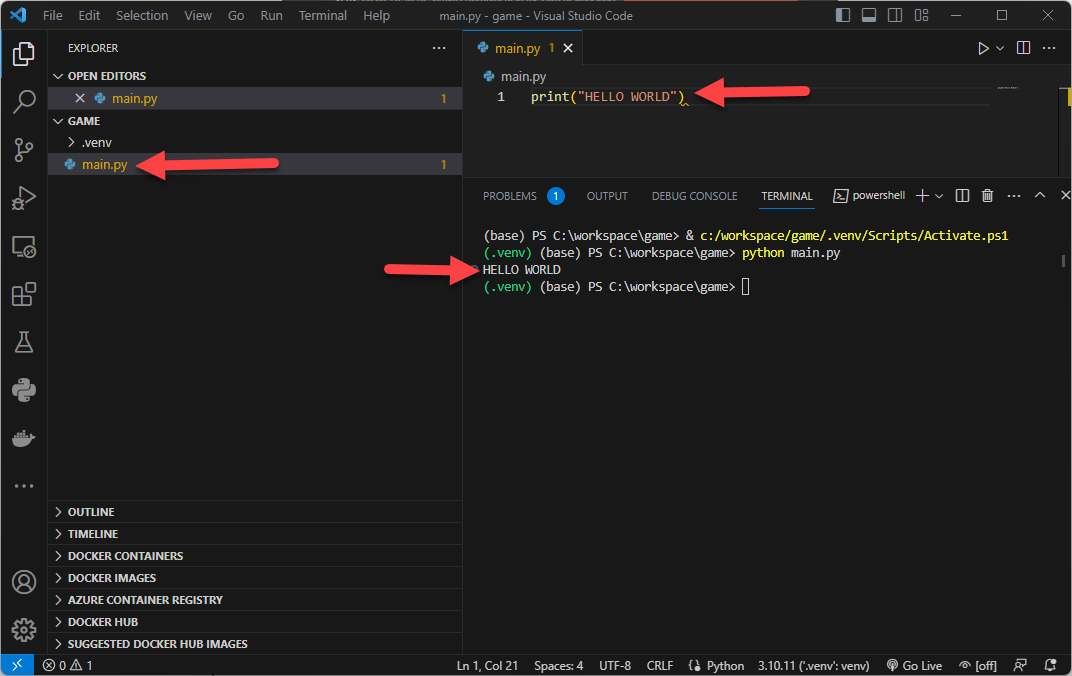 File Edit Selection View Go Run Terminal Help main.py - game - Visual Studio Code
EXPLORER
OPEN EDITORS
main.py 1
GAME
.venv
main.py 1
OUTLINE
TIMELINE
DOCKER CONTAINERS
DOCKER IMAGES
AZURE CONTAINER REGISTRY
DOCKER HUB
SUGGESTED DOCKER HUB IMAGES
main.py 1
main.py
1 print("HELLO WORLD")
PROBLEMS 1 OUTPUT DEBUG CONSOLE TERMINAL powershell
(base) PS C:\workspace\game> & c:/workspace/game/.venv/Scripts/Activate.ps1
(.venv) (base) PS C:\workspace\game> python main.py
HELLO WORLD
(.venv) (base) PS C:\workspace\game>
0 1 Ln 1, Col 21 Spaces: 4 UTF-8 CRLF Python 3.10.11 ('.venv': venv) Go Live [off]